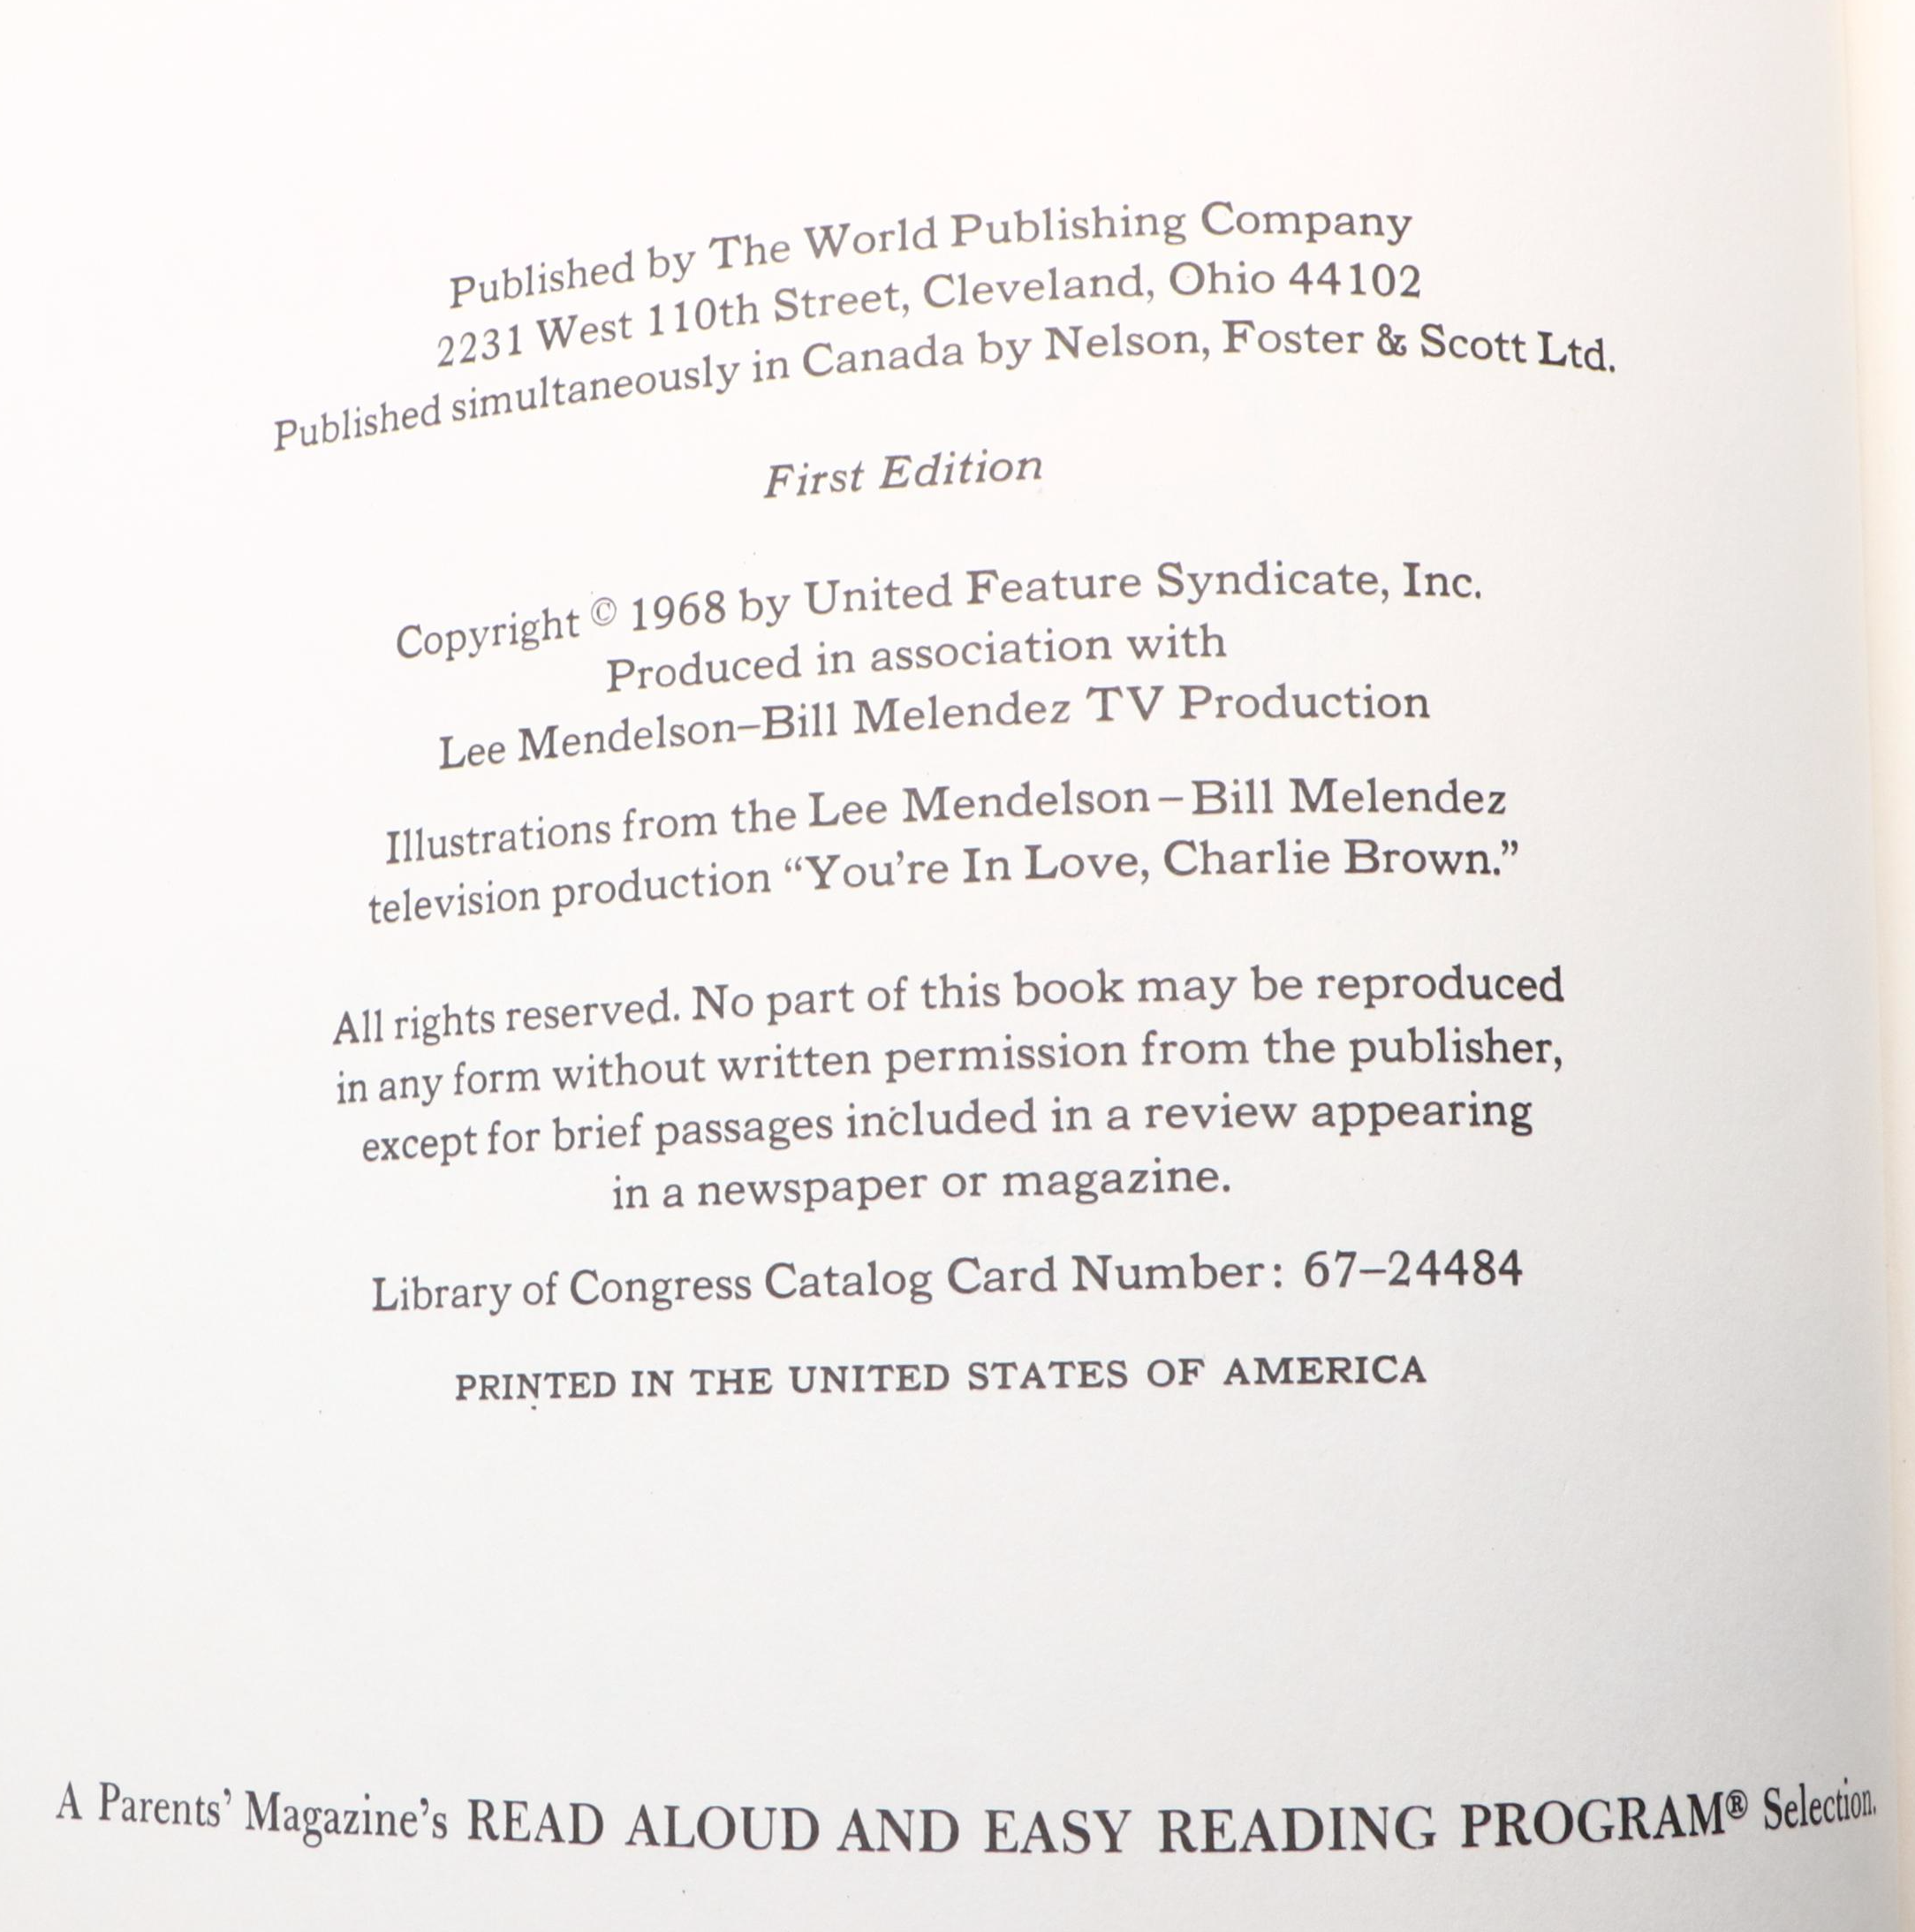 Published by The World Publishing Company
2231 West 110th Street, Cleveland, Ohio 44102
Published simultaneously in Canada by Nelson, Foster & Scott Ltd.
First Edition
Copyright © 1968 by United Feature Syndicate, Inc.
Produced in association with
Lee Mendelson–Bill Melendez TV Production
Illustrations from the Lee Mendelson – Bill Melendez
television production “You're In Love, Charlie Brown.”
All rights reserved. No part of this book may be reproduced
in any form without written permission from the publisher,
except for brief passages included in a review appearing
in a newspaper or magazine.
Library of Congress Catalog Card Number: 67–24484
PRINTED IN THE UNITED STATES OF AMERICA
A Parents' Magazine's READ ALOUD AND EASY READING PROGRAM® Selection.